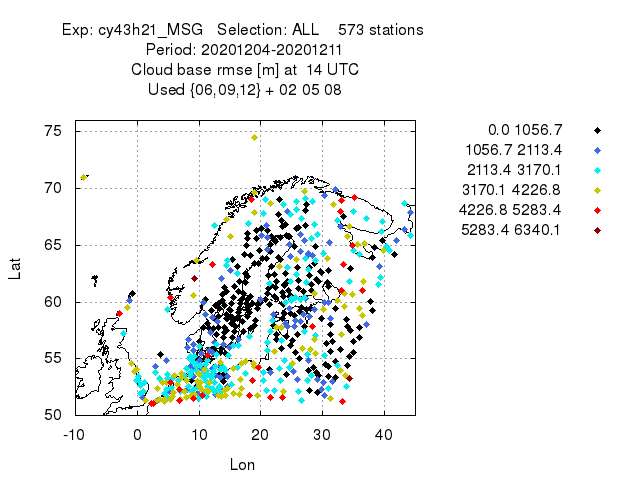 Exp: cy43h21_MSG Selection: ALL 573 stations
Period: 20201204-20201211
Cloud base rmse [m] at 14 UTC
Used {06,09,12} + 02 05 08
0.0 1056.7
1056.7 2113.4
2113.4 3170.1
3170.1 4226.8
4226.8 5283.4
5283.4 6340.1
75
70
65
60
55
50
Lat
-10 0 10 20 30 40
Lon